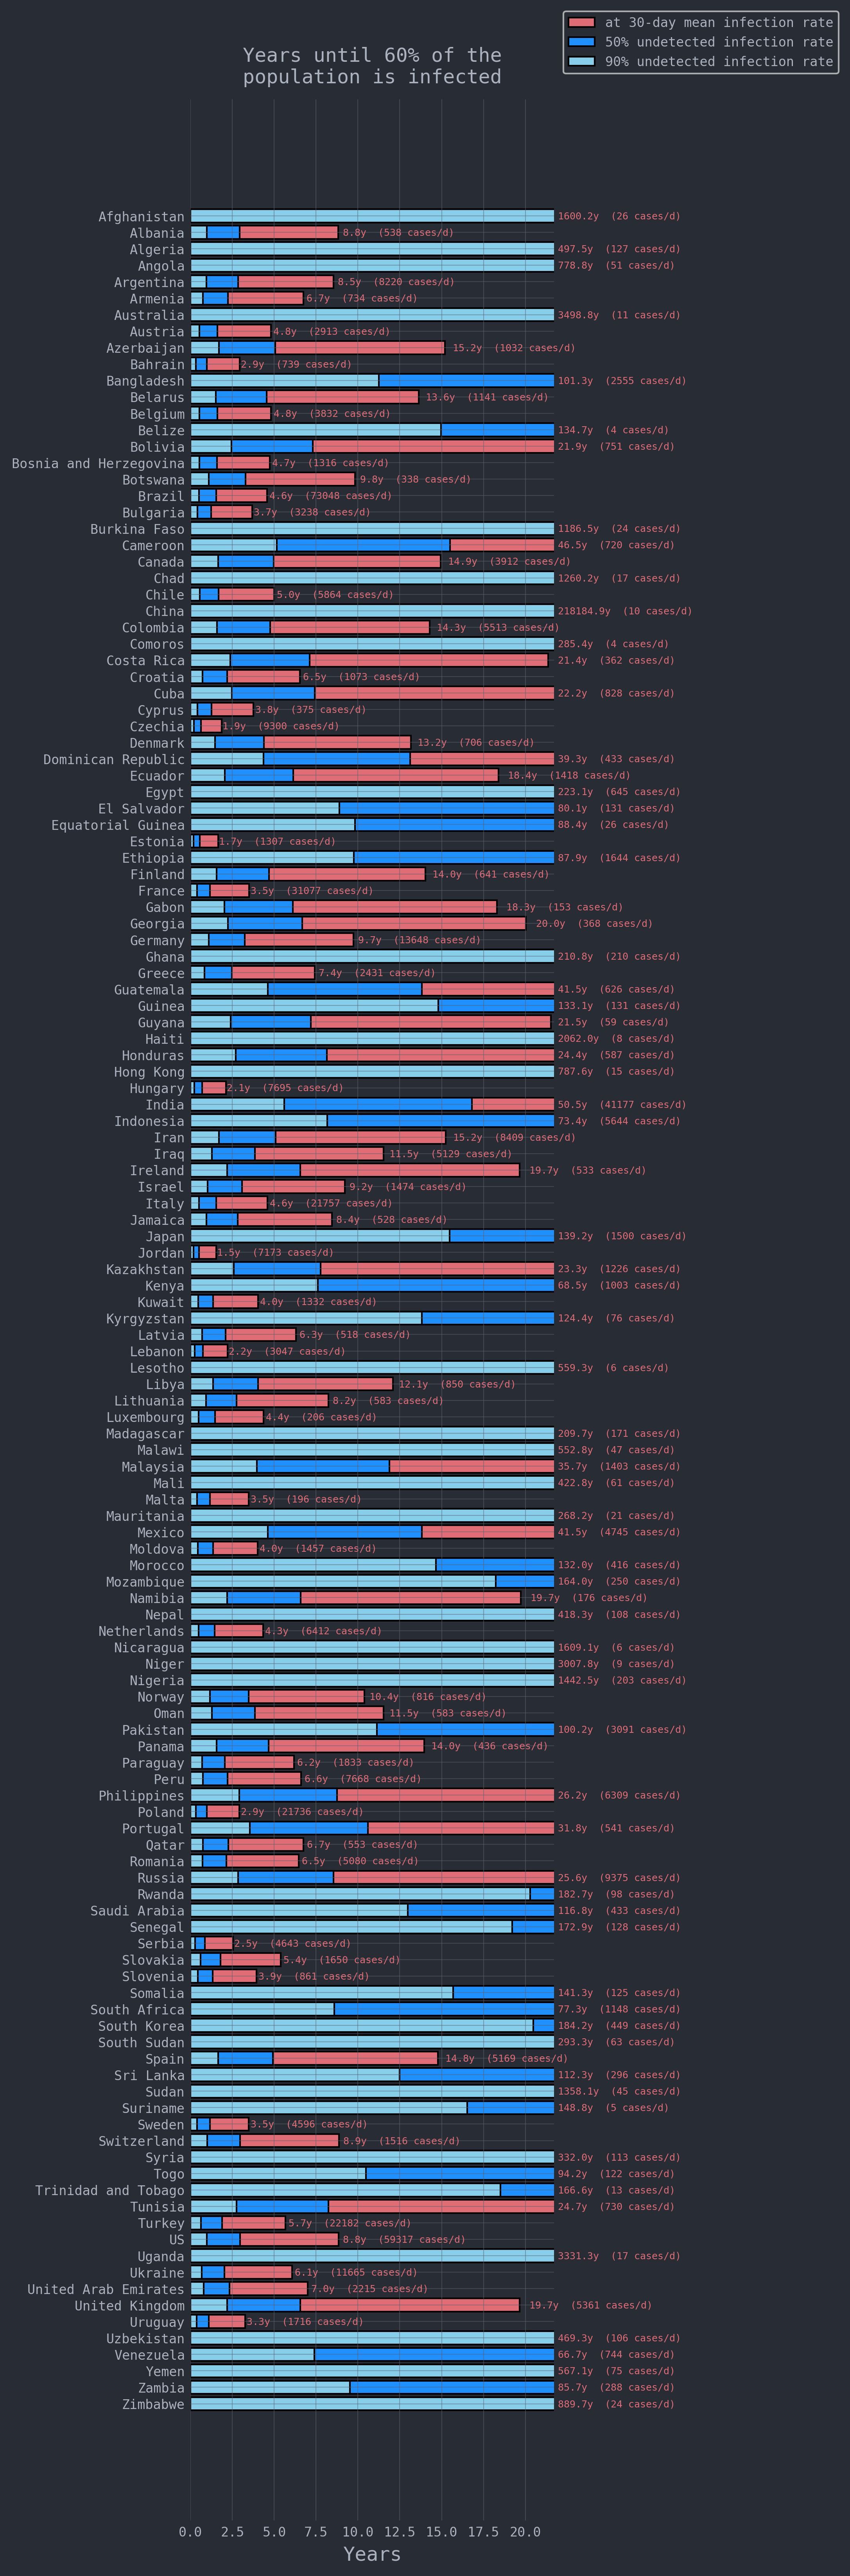 at 30-day mean infection rate
50% undetected infection rate
90% undetected infection rate
Years until 60% of the
population is infected
Afghanistan 1600.2y (26 cases/d)
Albania 8.8y (538 cases/d)
Algeria 497.5y (127 cases/d)
Angola 778.8y (51 cases/d)
Argentina 8.5y (8220 cases/d)
Armenia 6.7y (734 cases/d)
Australia 3498.8y (11 cases/d)
Austria 4.8y (2913 cases/d)
Azerbaijan 15.2y (1032 cases/d)
Bahrain 2.9y (739 cases/d)
Bangladesh 101.3y (2555 cases/d)
Belarus 13.6y (1141 cases/d)
Belgium 4.8y (3832 cases/d)
Belize 134.7y (4 cases/d)
Bolivia 21.9y (751 cases/d)
Bosnia and Herzegovina 4.7y (1316 cases/d)
Botswana 9.8y (338 cases/d)
Brazil 4.6y (73048 cases/d)
Bulgaria 3.7y (3238 cases/d)
Burkina Faso 1186.5y (24 cases/d)
Cameroon 46.5y (720 cases/d)
Canada 14.9y (3912 cases/d)
Chad 1260.2y (17 cases/d)
Chile 5.0y (5864 cases/d)
China 218184.9y (10 cases/d)
Colombia 14.3y (5513 cases/d)
Comoros 285.4y (4 cases/d)
Costa Rica 21.4y (362 cases/d)
Croatia 6.5y (1073 cases/d)
Cuba 22.2y (828 cases/d)
Cyprus 3.8y (375 cases/d)
Czechia 1.9y (9300 cases/d)
Denmark 13.2y (706 cases/d)
Dominican Republic 39.3y (433 cases/d)
Ecuador 18.4y (1418 cases/d)
Egypt 223.1y (645 cases/d)
El Salvador 80.1y (131 cases/d)
Equatorial Guinea 88.4y (26 cases/d)
Estonia 1.7y (1307 cases/d)
Ethiopia 87.9y (1644 cases/d)
Finland 14.0y (641 cases/d)
France 3.5y (31077 cases/d)
Gabon 18.3y (153 cases/d)
Georgia 20.0y (368 cases/d)
Germany 9.7y (13648 cases/d)
Ghana 210.8y (210 cases/d)
Greece 7.4y (2431 cases/d)
Guatemala 41.5y (626 cases/d)
Guinea 133.1y (131 cases/d)
Guyana 21.5y (59 cases/d)
Haiti 2062.0y (8 cases/d)
Honduras 24.4y (587 cases/d)
Hong Kong 787.6y (15 cases/d)
Hungary 2.1y (7695 cases/d)
India 50.5y (41177 cases/d)
Indonesia 73.4y (5644 cases/d)
Iran 15.2y (8409 cases/d)
Iraq 11.5y (5129 cases/d)
Ireland 19.7y (533 cases/d)
Israel 9.2y (1474 cases/d)
Italy 4.6y (21757 cases/d)
Jamaica 8.4y (528 cases/d)
Japan 139.2y (1500 cases/d)
Jordan 1.5y (7173 cases/d)
Kazakhstan 23.3y (1226 cases/d)
Kenya 68.5y (1003 cases/d)
Kuwait 4.0y (1332 cases/d)
Kyrgyzstan 124.4y (76 cases/d)
Latvia 6.3y (518 cases/d)
Lebanon 2.2y (3047 cases/d)
Lesotho 559.3y (6 cases/d)
Libya 12.1y (850 cases/d)
Lithuania 8.2y (583 cases/d)
Luxembourg 4.4y (206 cases/d)
Madagascar 209.7y (171 cases/d)
Malawi 552.8y (47 cases/d)
Malaysia 35.7y (1403 cases/d)
Mali 422.8y (61 cases/d)
Malta 3.5y (196 cases/d)
Mauritania 268.2y (21 cases/d)
Mexico 41.5y (4745 cases/d)
Moldova 4.0y (1457 cases/d)
Morocco 132.0y (416 cases/d)
Mozambique 164.0y (250 cases/d)
Namibia 19.7y (176 cases/d)
Nepal 418.3y (108 cases/d)
Netherlands 4.3y (6412 cases/d)
Nicaragua 1609.1y (6 cases/d)
Niger 3007.8y (9 cases/d)
Nigeria 1442.5y (203 cases/d)
Norway 10.4y (816 cases/d)
Oman 11.5y (583 cases/d)
Pakistan 100.2y (3091 cases/d)
Panama 14.0y (436 cases/d)
Paraguay 6.2y (1833 cases/d)
Peru 6.6y (7668 cases/d)
Philippines 26.2y (6309 cases/d)
Poland 2.9y (21736 cases/d)
Portugal 31.8y (541 cases/d)
Qatar 6.7y (553 cases/d)
Romania 6.5y (5080 cases/d)
Russia 25.6y (9375 cases/d)
Rwanda 182.7y (98 cases/d)
Saudi Arabia 116.8y (433 cases/d)
Senegal 172.9y (128 cases/d)
Serbia 2.5y (4643 cases/d)
Slovakia 5.4y (1650 cases/d)
Slovenia 3.9y (861 cases/d)
Somalia 141.3y (125 cases/d)
South Africa 77.3y (1148 cases/d)
South Korea 184.2y (449 cases/d)
South Sudan 293.3y (63 cases/d)
Spain 14.8y (5169 cases/d)
Sri Lanka 112.3y (296 cases/d)
Sudan 1358.1y (45 cases/d)
Suriname 148.8y (5 cases/d)
Sweden 3.5y (4596 cases/d)
Switzerland 8.9y (1516 cases/d)
Syria 332.0y (113 cases/d)
Togo 94.2y (122 cases/d)
Trinidad and Tobago 166.6y (13 cases/d)
Tunisia 24.7y (730 cases/d)
Turkey 5.7y (22182 cases/d)
US 8.8y (59317 cases/d)
Uganda 3331.3y (17 cases/d)
Ukraine 6.1y (11665 cases/d)
United Arab Emirates 7.0y (2215 cases/d)
United Kingdom 19.7y (5361 cases/d)
Uruguay 3.3y (1716 cases/d)
Uzbekistan 469.3y (106 cases/d)
Venezuela 66.7y (744 cases/d)
Yemen 567.1y (75 cases/d)
Zambia 85.7y (288 cases/d)
Zimbabwe 889.7y (24 cases/d)
0.0 2.5 5.0 7.5 10.0 12.5 15.0 17.5 20.0
Years